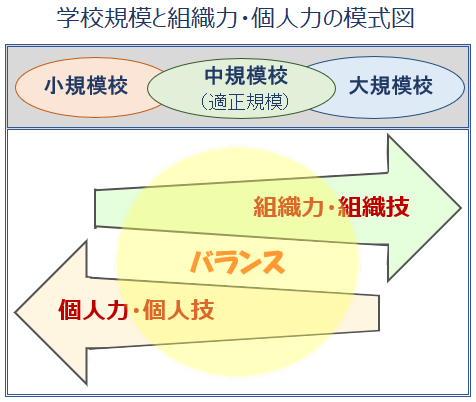 学校規模と組織力・個人力の模式図
小規模校
中規模校
（適正規模）
大規模校
組織力・組織技
バランス
個人力・個人技